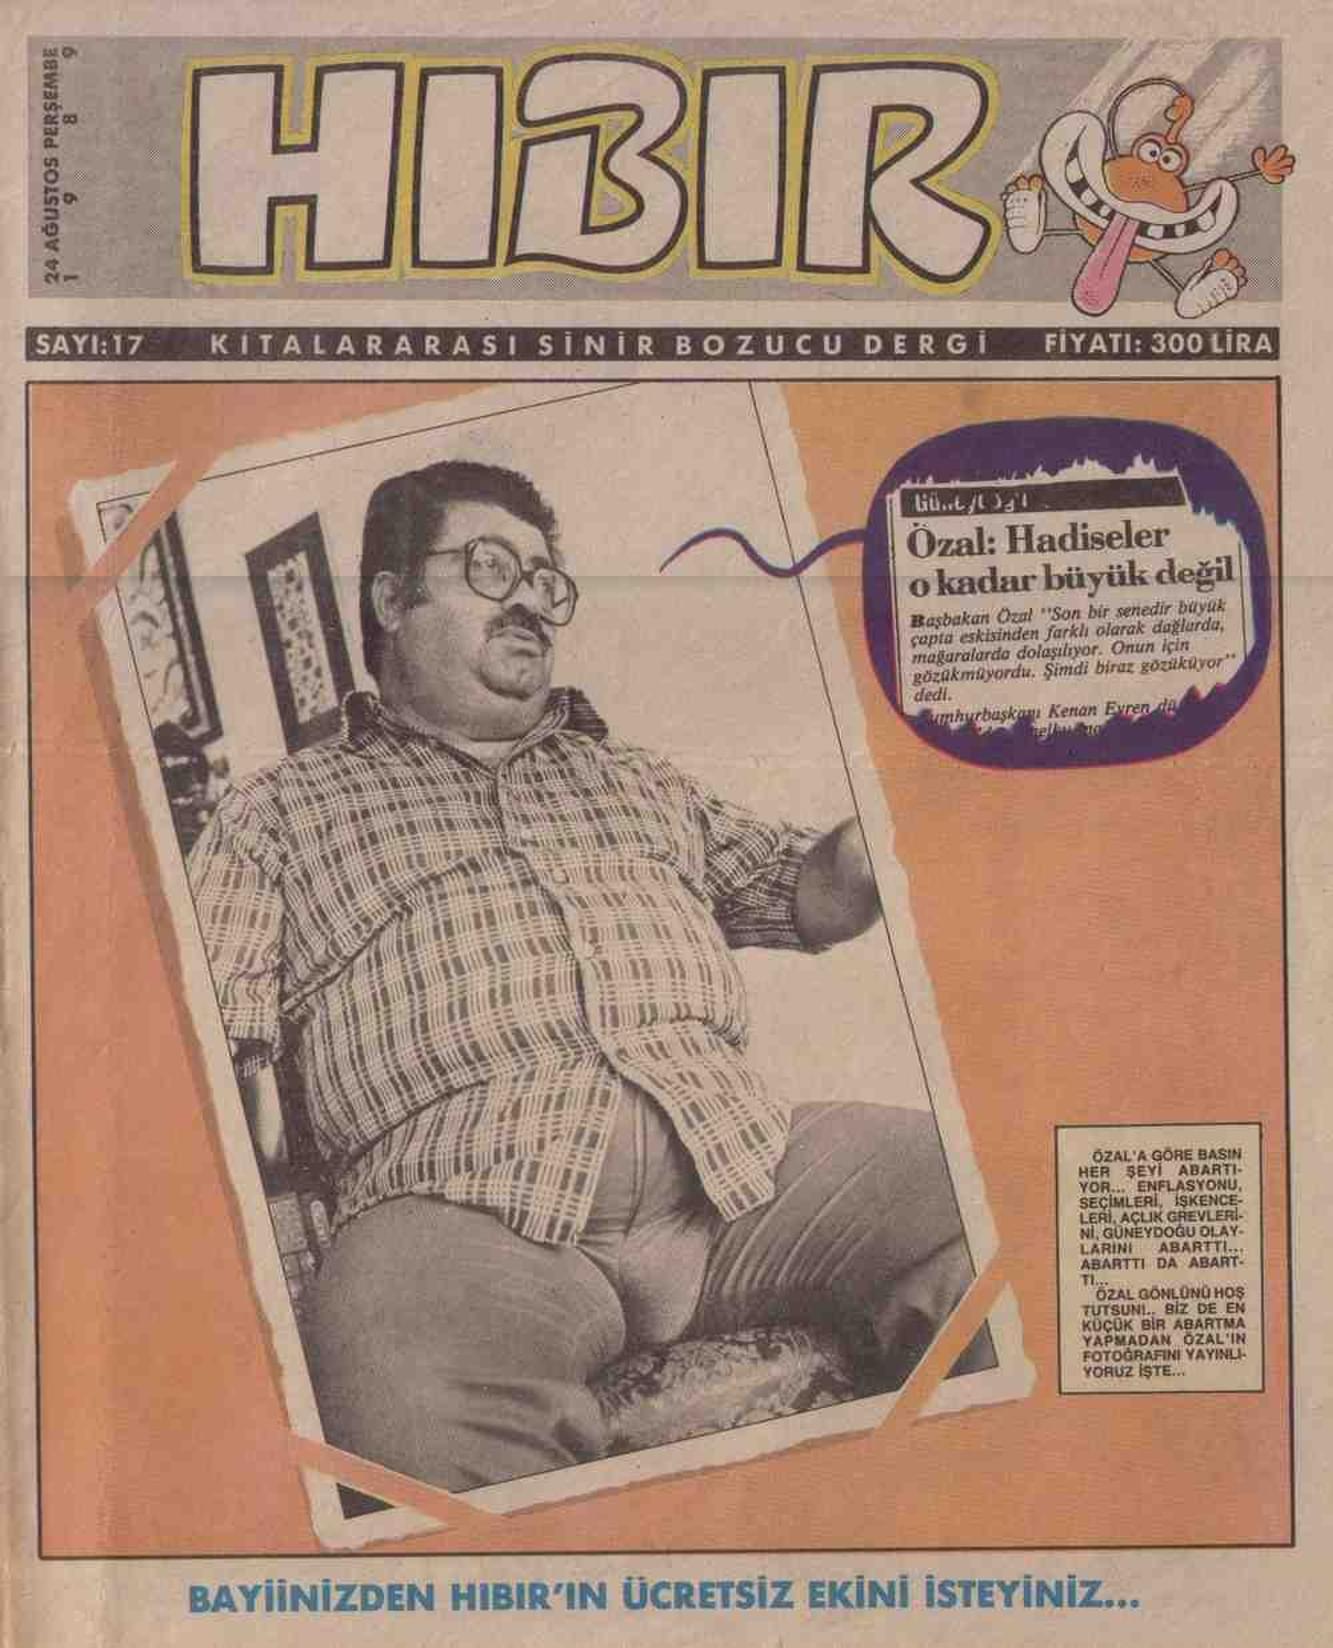 24 AĞUSTOS PERŞEMBE
1 9 8 9
HIBIR
SAYI:17 KITALARARASI SİNİR BOZUCU DERGİ FİYATI: 300 LİRA
Özal: Hadiseler
o kadar büyük değil
Başbakan Özal "Son bir senedir büyük
çapta eskisinden farklı olarak dağlarda,
mağaralarda dolaşılıyor. Onun için
gözükmüyordu. Şimdi biraz gözüküyor"
dedi.
Cumhurbaşkanı Kenan Evren dü
ÖZAL'A GÖRE BASIN
HER ŞEYİ ABARTI-
YOR... ENFLASYONU,
SEÇİMLERİ, İŞKENCE-
LERİ, AÇLIK GREVLERİ-
Nİ, GÜNEYDOĞU OLAY-
LARINI ABARTTI...
ABARTTI DA ABART-
TI...
ÖZAL GÖNLÜNÜ HOŞ
TUTSUN!.. BİZ DE EN
KÜÇÜK BİR ABARTMA
YAPMADAN ÖZAL'IN
FOTOĞRAFINI YAYINLI-
YORUZ İŞTE...
BAYİİNİZDEN HIBIR'IN ÜCRETSİZ EKİNİ İSTEYİNİZ...